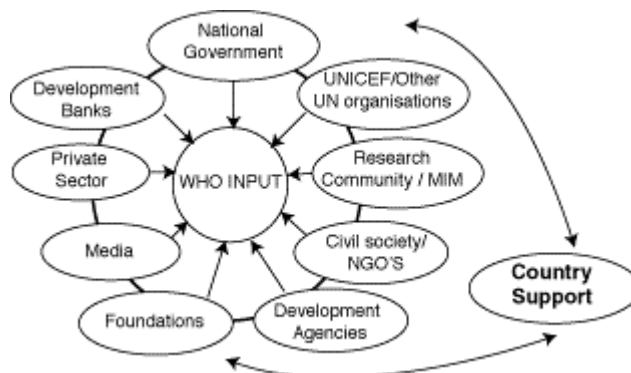 National
Government
UNICEF/Other
UN organisations
Development
Banks
Private
Sector
WHO INPUT
Research
Community / MIM
Media
Civil society/
NGO'S
Foundations
Development
Agencies
Country
Support